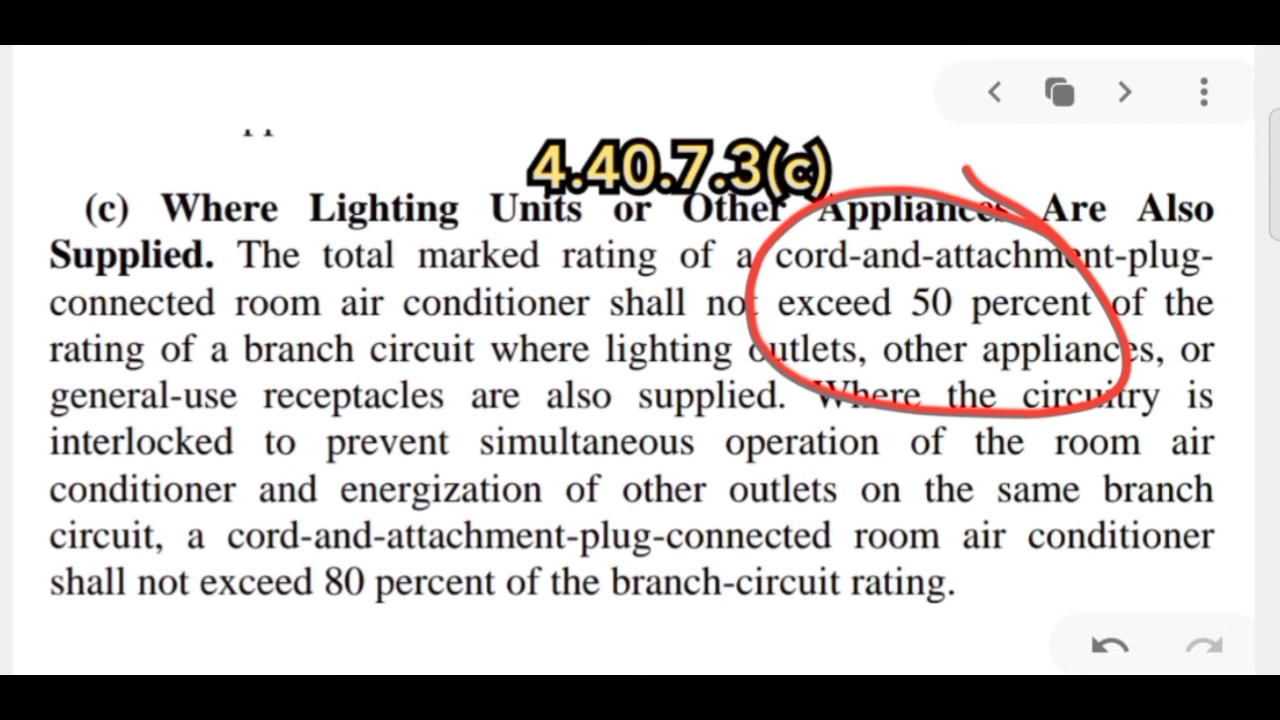 4.40.7.3(c)
(c) Where Lighting Units or Other Appliances Are Also
Supplied. The total marked rating of a cord-and-attachment-plug-
connected room air conditioner shall not exceed 50 percent of the
rating of a branch circuit where lighting outlets, other appliances, or
general-use receptacles are also supplied. Where the circuitry is
interlocked to prevent simultaneous operation of the room air
conditioner and energization of other outlets on the same branch
circuit, a cord-and-attachment-plug-connected room air conditioner
shall not exceed 80 percent of the branch-circuit rating.